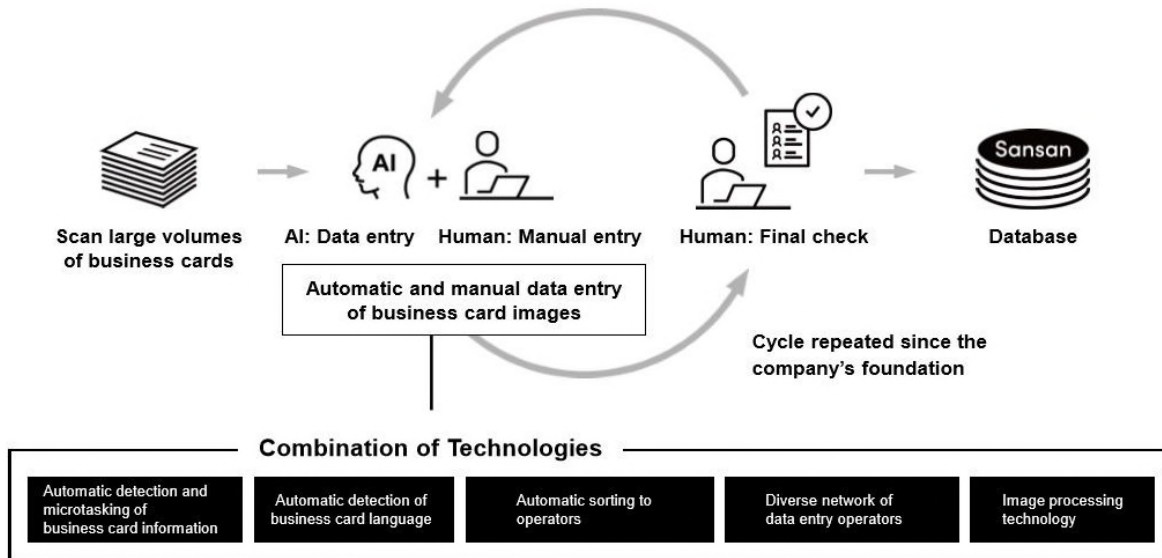 AI
Sansan
Scan large volumes
of business cards
AI: Data entry
Human: Manual entry
Human: Final check
Database
Automatic and manual data entry
of business card images
Cycle repeated since the
company's foundation
Combination of Technologies
Automatic detection and
microtasking of
business card information
Automatic detection of
business card language
Automatic sorting to
operators
Diverse network of
data entry operators
Image processing
technology